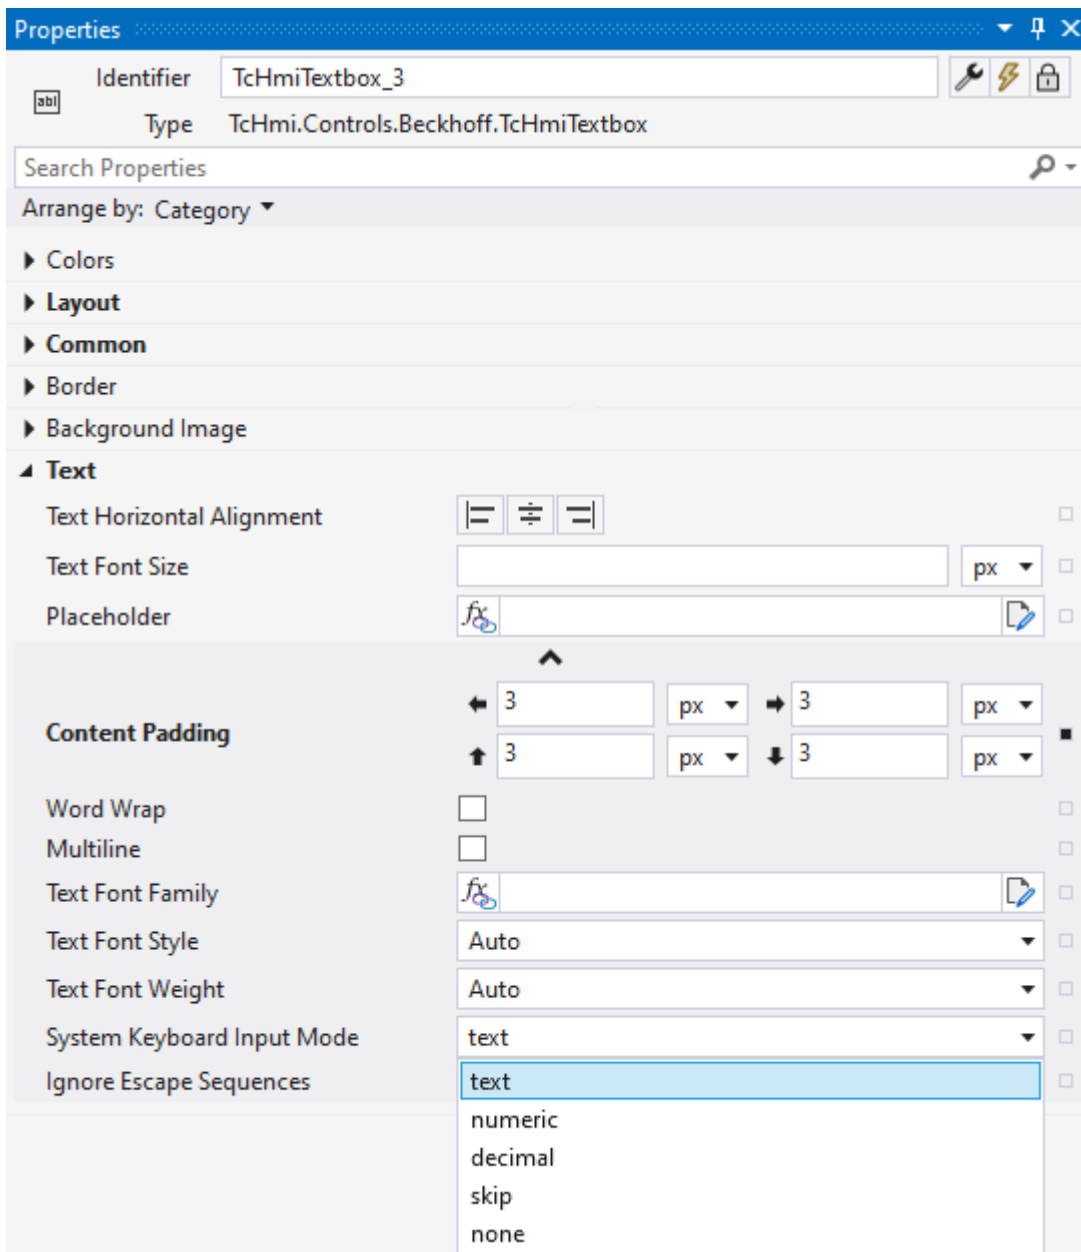 Properties
Identifier TcHmiTextbox_3
abl
Type TcHmi.Controls.Beckhoff.TcHmiTextbox
Search Properties
Arrange by: Category
Colors
Layout
Common
Border
Background Image
Text
Text Horizontal Alignment
Text Font Size px
Placeholder fx
3 px 3 px
Content Padding
3 px 3 px
Word Wrap
Multiline
Text Font Family fx
Text Font Style Auto
Text Font Weight Auto
System Keyboard Input Mode text
Ignore Escape Sequences text
numeric
decimal
skip
none